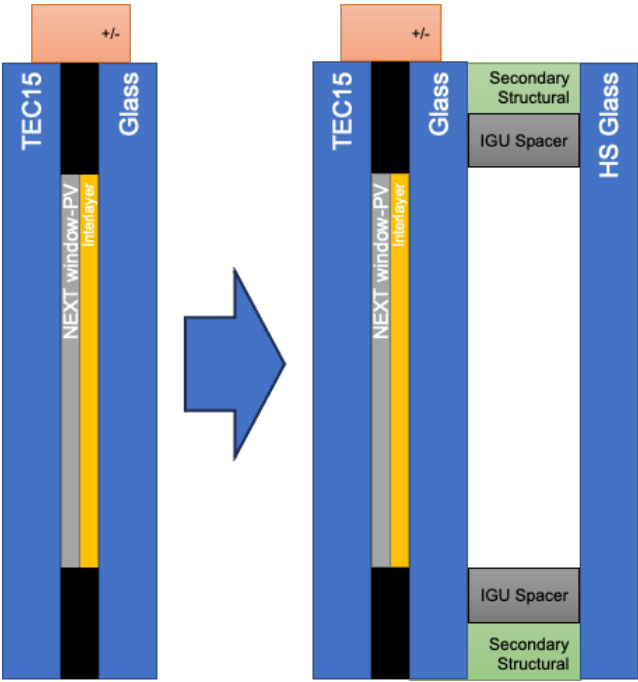 +/-
TEC15
Glass
NEXT window-PV
Interlayer
+/-
TEC15
Glass
NEXT window-PV
Interlayer
Secondary
Structural
IGU Spacer
HS Glass
IGU Spacer
Secondary
Structural